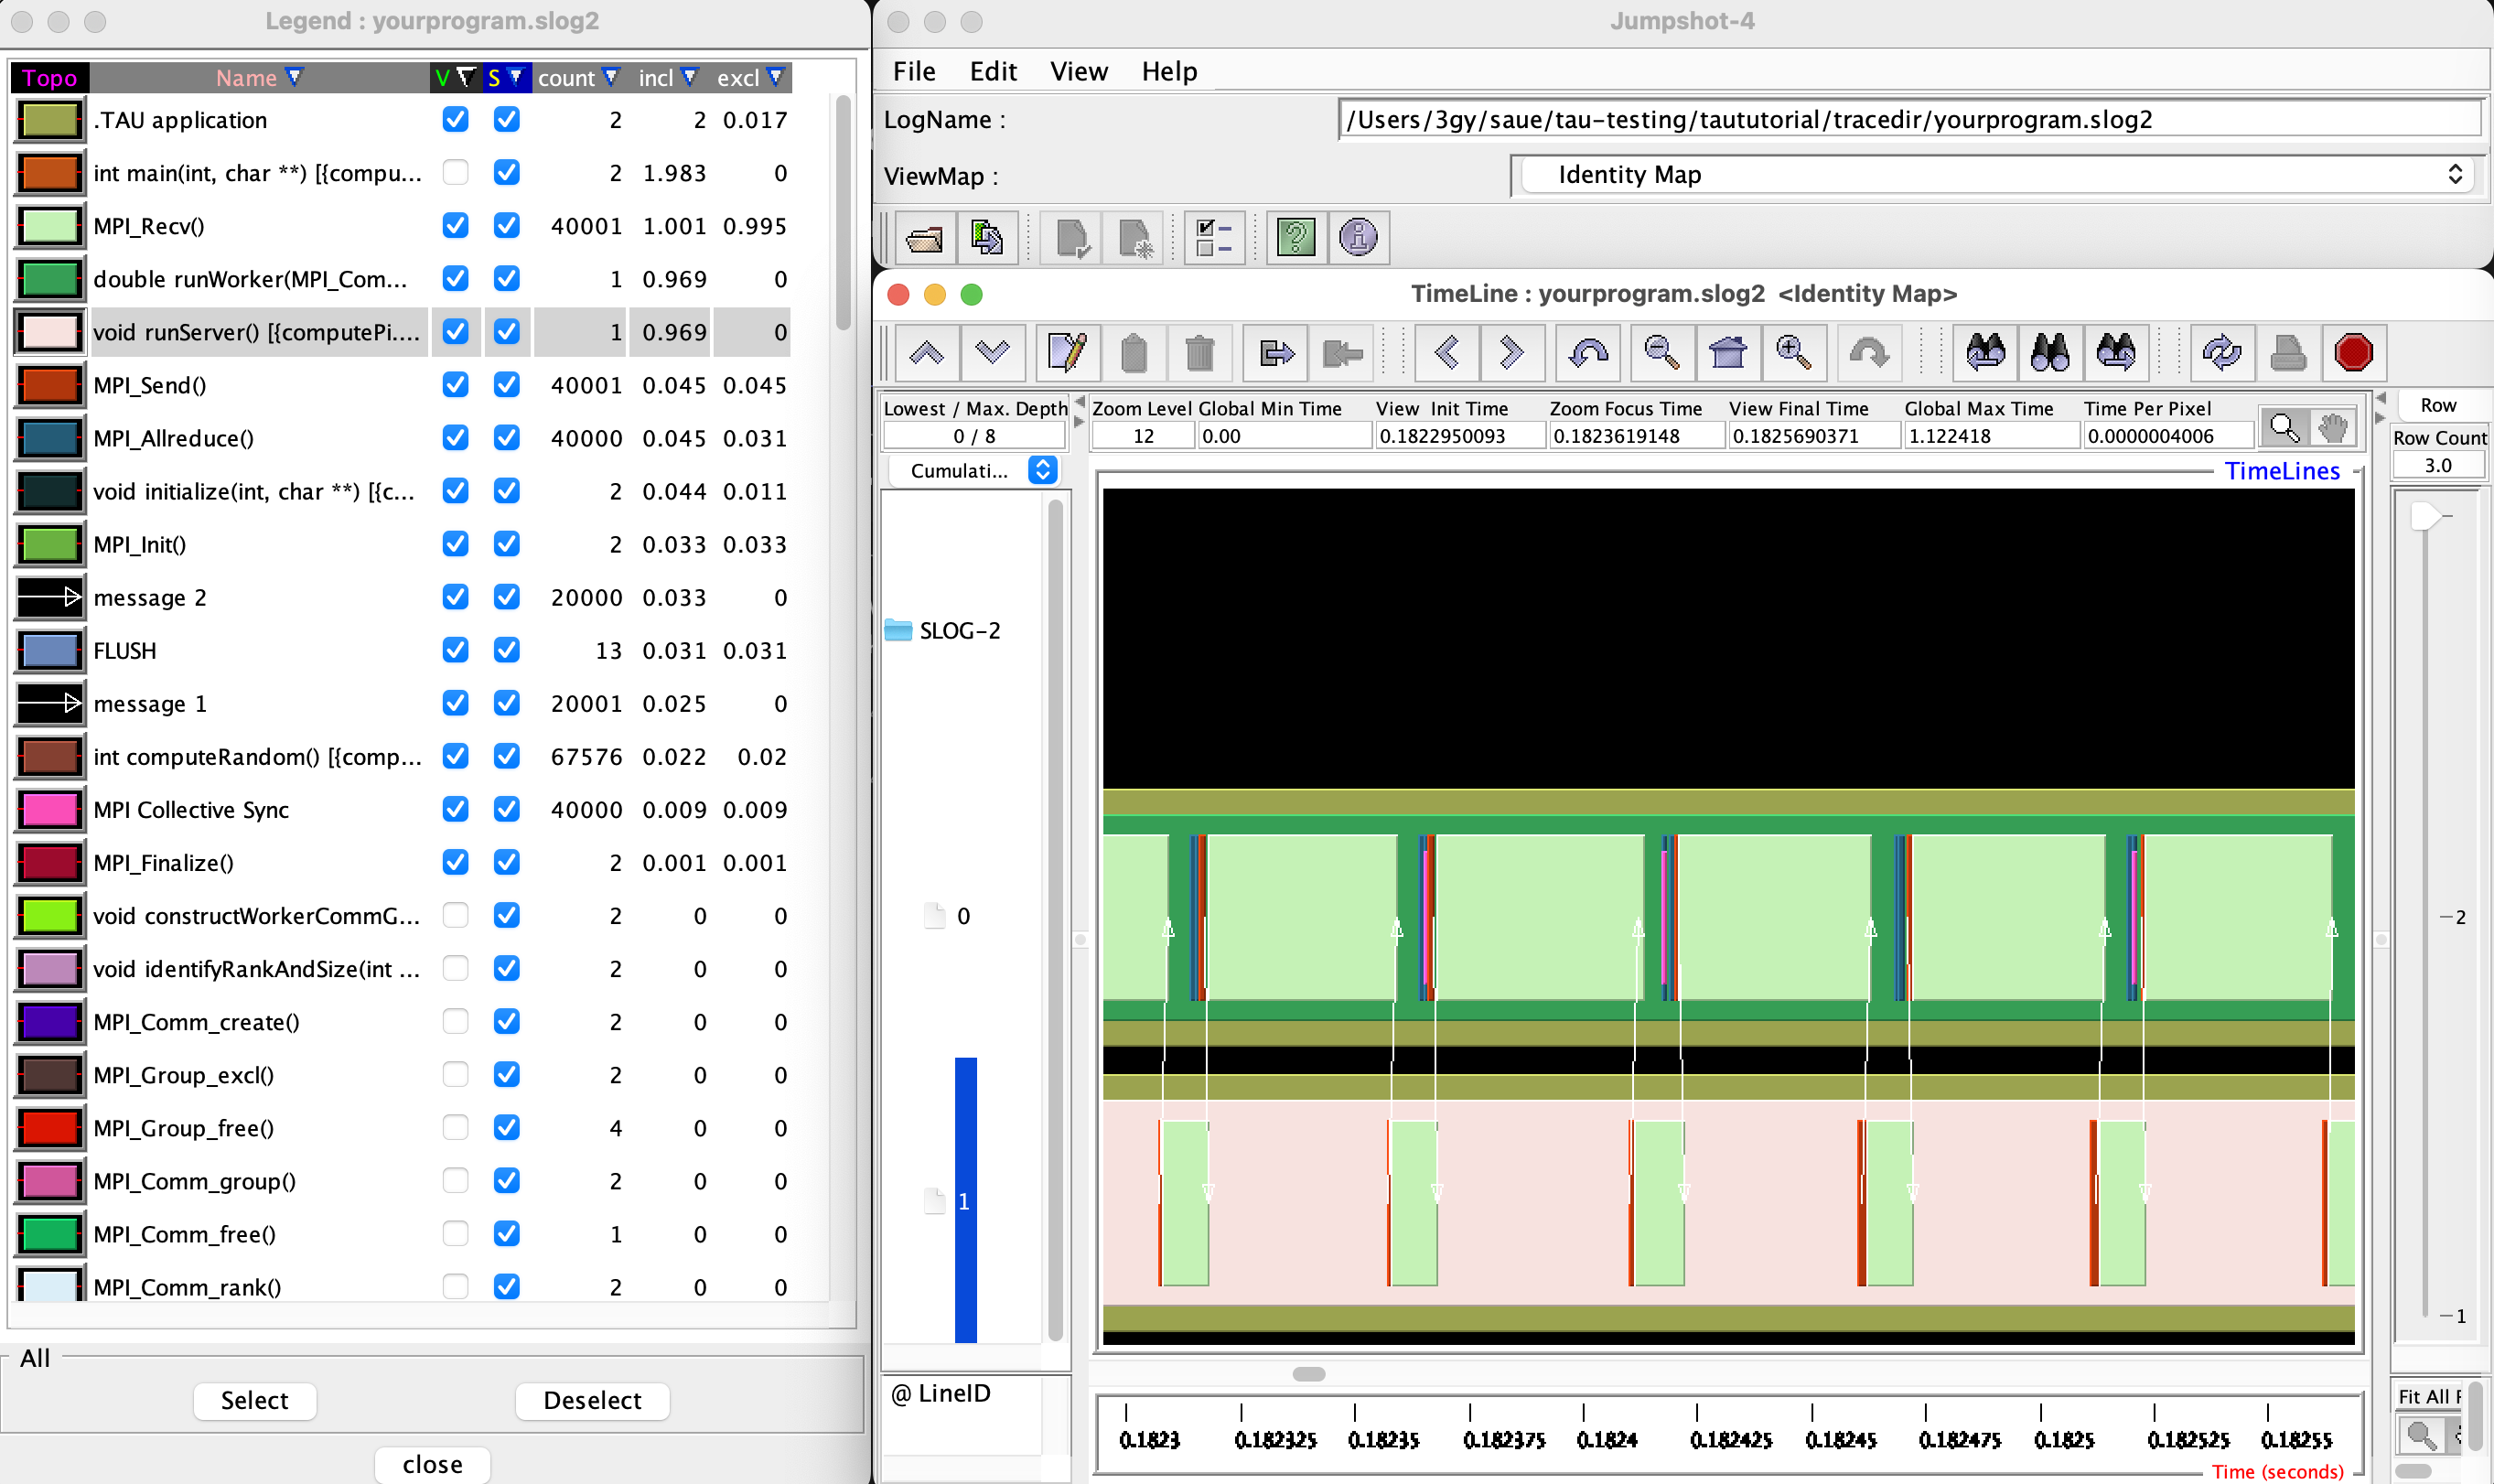 Legend : yourprogram.slog2
Topo Name V S count incl excl
.TAU application 2 2 0.017
int main(int, char **) [{compu... 2 1.983 0
MPI_Recv() 40001 1.001 0.995
double runWorker(MPI_Com... 1 0.969 0
void runServer() [{computePi.... 1 0.969 0
MPI_Send() 40001 0.045 0.045
MPI_Allreduce() 40000 0.045 0.031
void initialize(int, char **) [{c... 2 0.044 0.011
MPI_Init() 2 0.033 0.033
message 2 20000 0.033 0
FLUSH 13 0.031 0.031
message 1 20001 0.025 0
int computeRandom() [{comp... 67576 0.022 0.02
MPI Collective Sync 40000 0.009 0.009
MPI_Finalize() 2 0.001 0.001
void constructWorkerCommG... 2 0 0
void identifyRankAndSize(int ... 2 0 0
MPI_Comm_create() 2 0 0
MPI_Group_excl() 2 0 0
MPI_Group_free() 4 0 0
MPI_Comm_group() 2 0 0
MPI_Comm_free() 1 0 0
MPI_Comm_rank() 2 0 0
All
Select Deselect
close
Jumpshot-4
File Edit View Help
LogName : /Users/3gy/saue/tau-testing/taututorial/tracedir/yourprogram.slog2
ViewMap : Identity Map
TimeLine : yourprogram.slog2 <Identity Map>
Lowest / Max. Depth Zoom Level Global Min Time View Init Time Zoom Focus Time View Final Time Global Max Time Time Per Pixel Row
0 / 8 12 0.00 0.1822950093 0.1823619148 0.1825690371 1.122418 0.0000004006 Row Count
3.0
Cumulati... TimeLines
SLOG-2
0
2
1
1
@ LineID
Fit All
0.1823 0.182325 0.18235 0.182375 0.1824 0.182425 0.18245 0.182475 0.1825 0.182525 0.18255
Time (seconds)